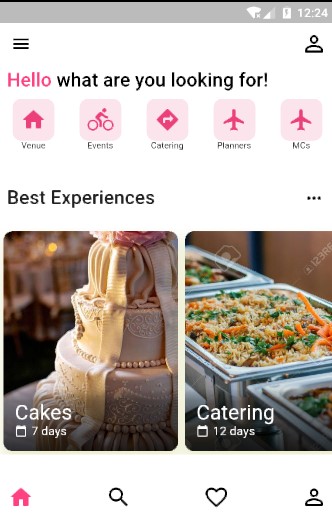 12:24
Hello what are you looking for!
Venue
Events
Catering
Planners
MCs
Best Experiences
Cakes
7 days
Catering
12 days